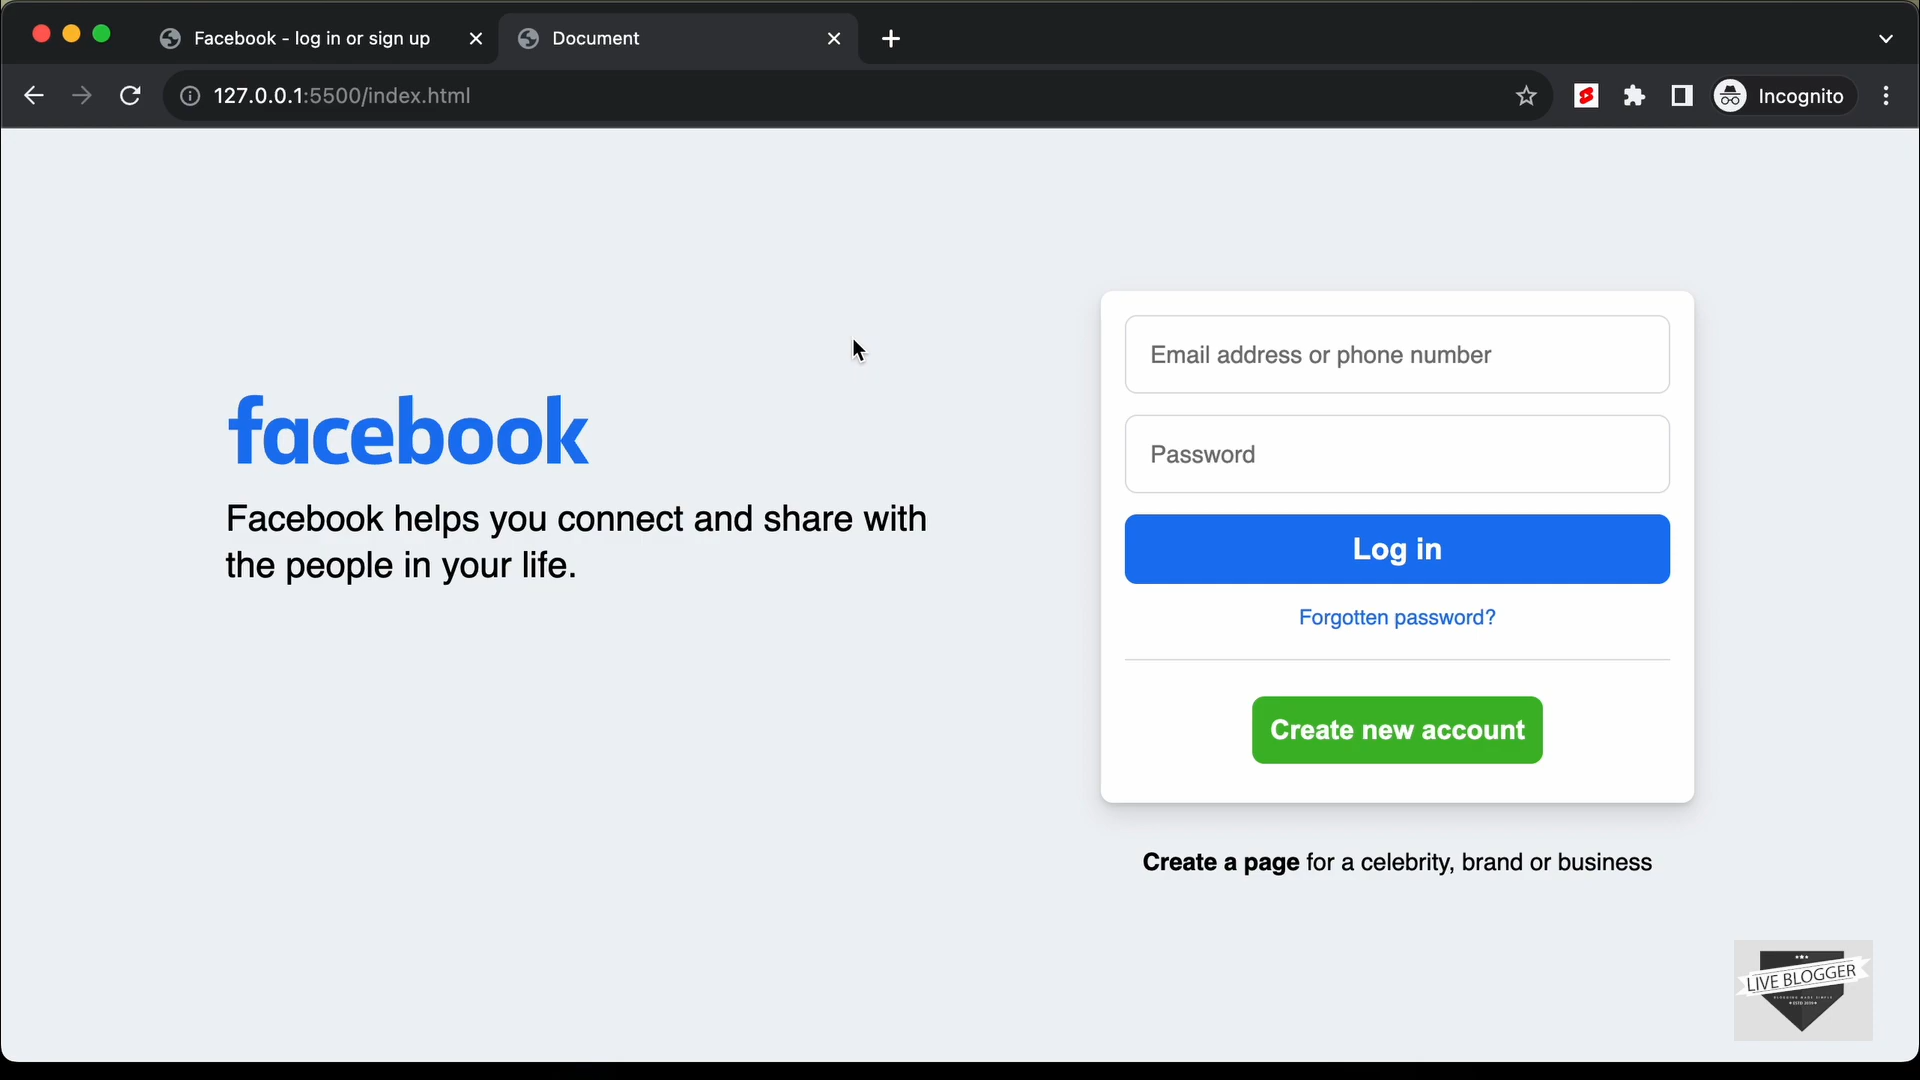 Facebook - log in or sign up
Document
127.0.0.1:5500/index.html
Incognito
facebook
Facebook helps you connect and share with
the people in your life.
Email address or phone number
Password
Log in
Forgotten password?
Create new account
Create a page for a celebrity, brand or business
LIVE BLOGGER